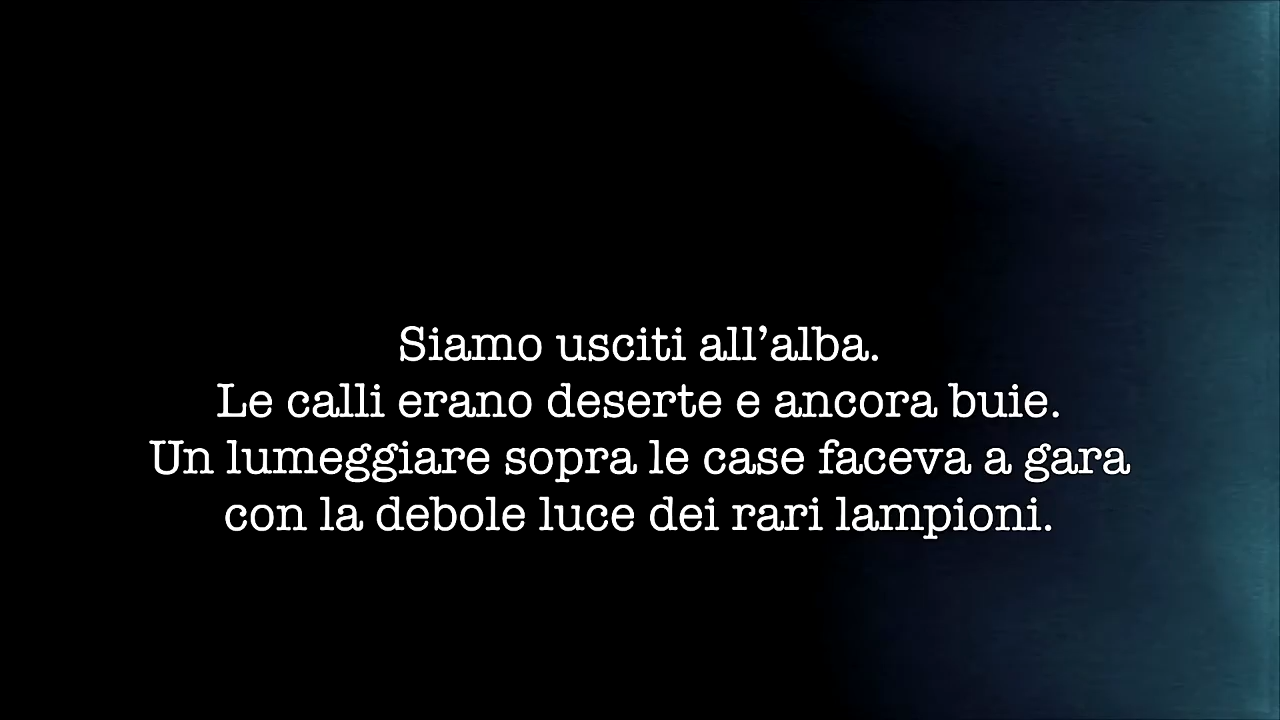 Siamo usciti all’alba.
Le calli erano deserte e ancora buie.
Un lumeggiare sopra le case faceva a gara
con la debole luce dei rari lampioni.